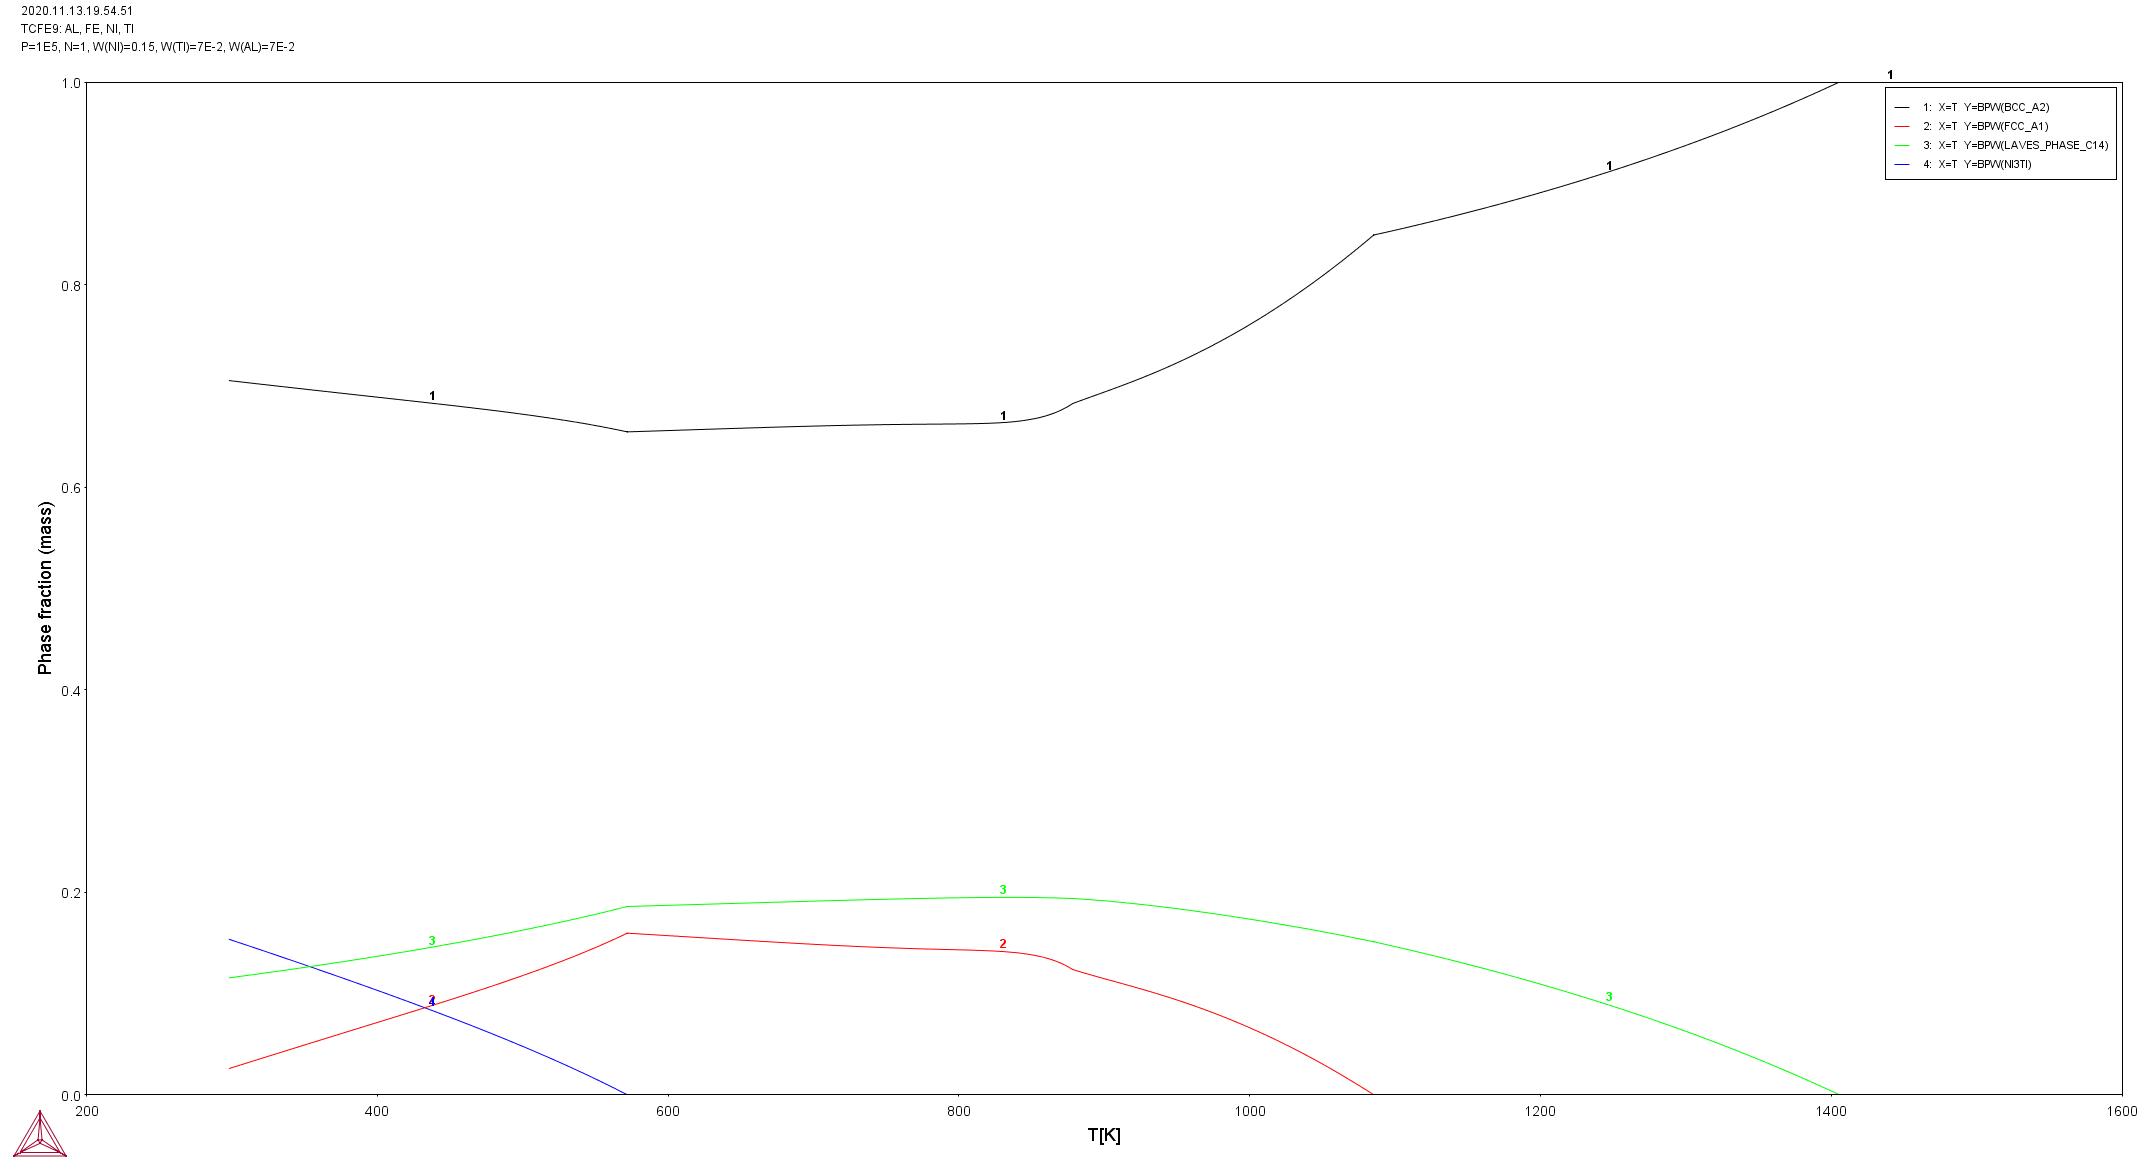 2020.11.13.19.54.51
TCFE9: AL, FE, NI, TI
P=1E5, N=1, W(NI)=0.15, W(TI)=7E-2, W(AL)=7E-2
1
1: X=T Y=BPW(BCC_A2)
2: X=T Y=BPW(FCC_A1)
3: X=T Y=BPW(LAVES_PHASE_C14)
4: X=T Y=BPW(NI3TI)
1.0
0.8
0.6
0.4
0.2
0.0
Phase fraction (mass)
1
1
1
3
3
2
2
4
3
200 400 600 800 1000 1200 1400 1600
T[K]